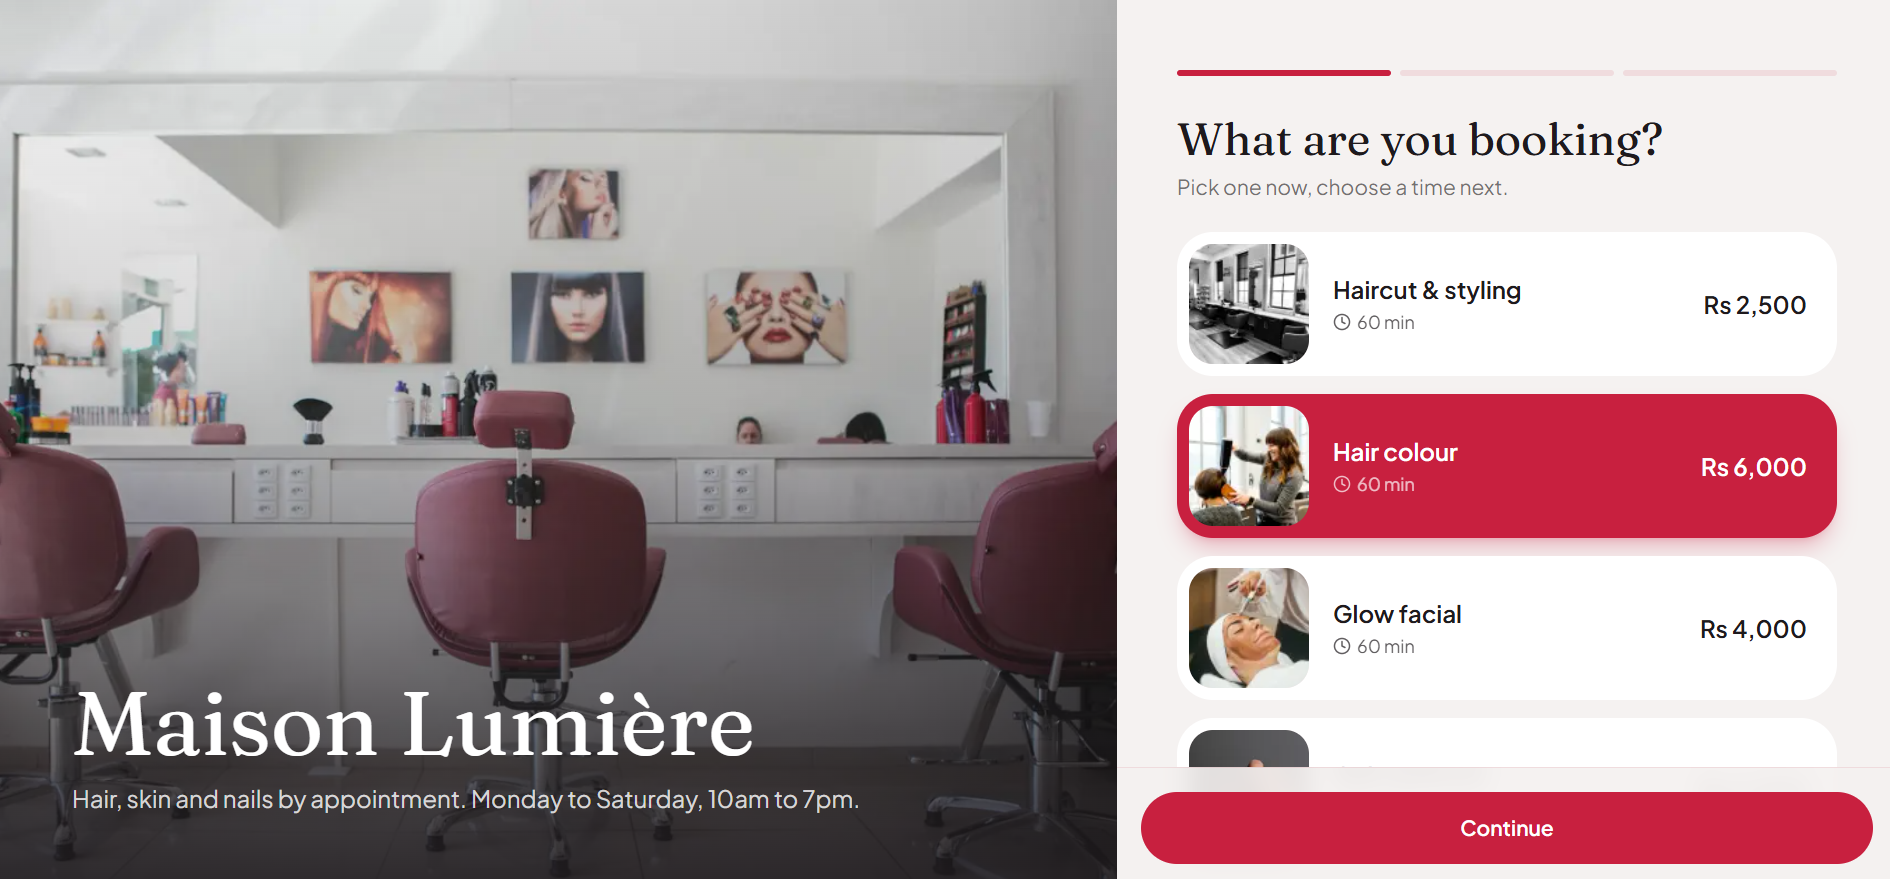 Maison Lumière
Hair, skin and nails by appointment. Monday to Saturday, 10am to 7pm.
What are you booking?
Pick one now, choose a time next.
Haircut & styling
60 min
Rs 2,500
Hair colour
60 min
Rs 6,000
Glow facial
60 min
Rs 4,000
Continue